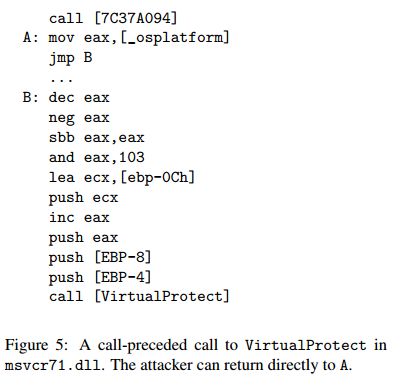 call [7C37A094]
A: mov eax,[_osplatform]
jmp B
...
B: dec eax
neg eax
sbb eax,eax
and eax,103
lea ecx,[ebp-0Ch]
push ecx
inc eax
push eax
push [EBP-8]
push [EBP-4]
call [VirtualProtect]
Figure 5: A call-preceded call to VirtualProtect in
msvcr71.dll. The attacker can return directly to A.